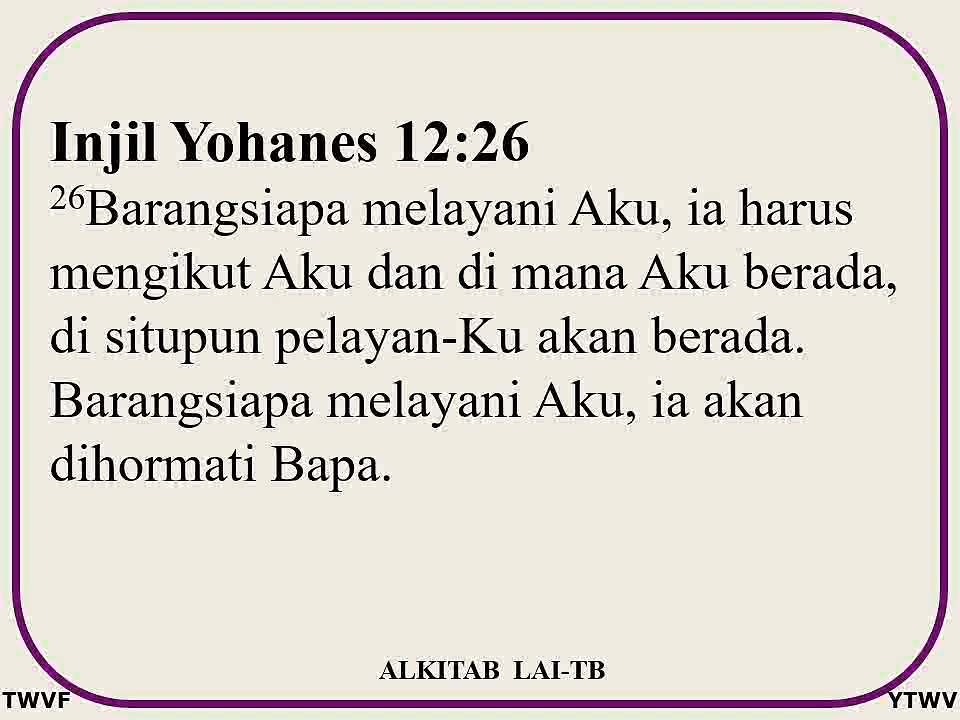 Injil Yohanes 12:26
26Barangsiapa melayani Aku, ia harus
mengikut Aku dan di mana Aku berada,
di situpun pelayan-Ku akan berada.
Barangsiapa melayani Aku, ia akan
dihormati Bapa.
ALKITAB LAI-TB
TWVF
YTWV